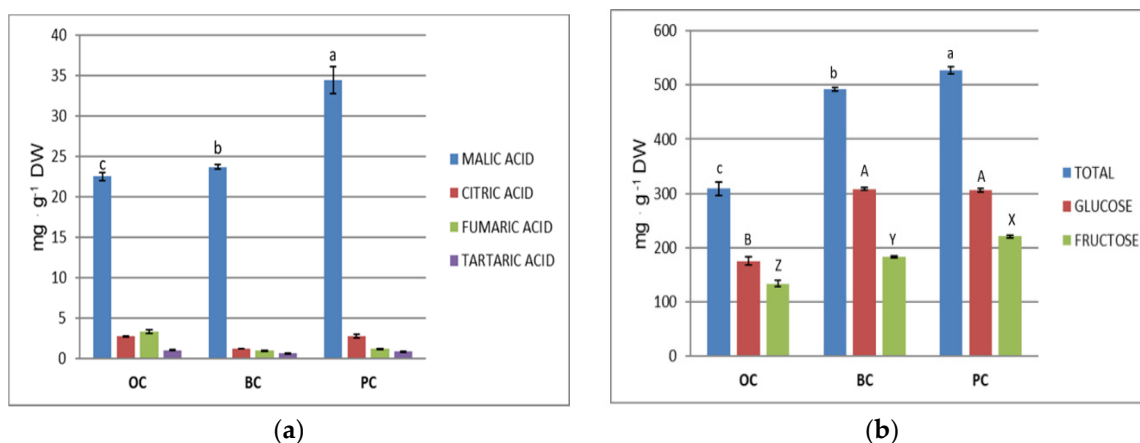 40
35
30
25
20
15
10
5
0
mg · g⁻¹ DW
c
b
a
OC
BC
PC
MALIC ACID
CITRIC ACID
FUMARIC ACID
TARTARIC ACID
(a)
600
500
400
300
200
100
0
mg · g⁻¹ DW
c
B
Z
b
A
Y
a
A
X
OC
BC
PC
TOTAL
GLUCOSE
FRUCTOSE
(b)